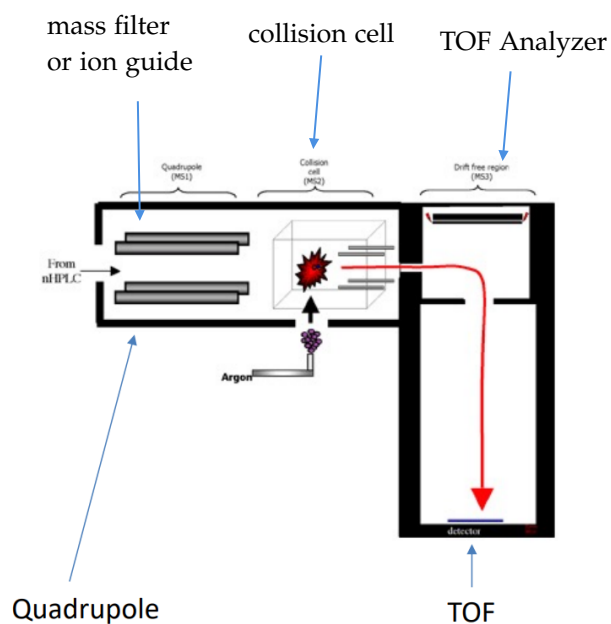 mass filter
or ion guide
collision cell
TOF Analyzer
Quadrupole
(MS1)
Collision
cell
(MS2)
Drift free region
(MS3)
From
nHPLC
Argon
detector
Quadrupole
TOF